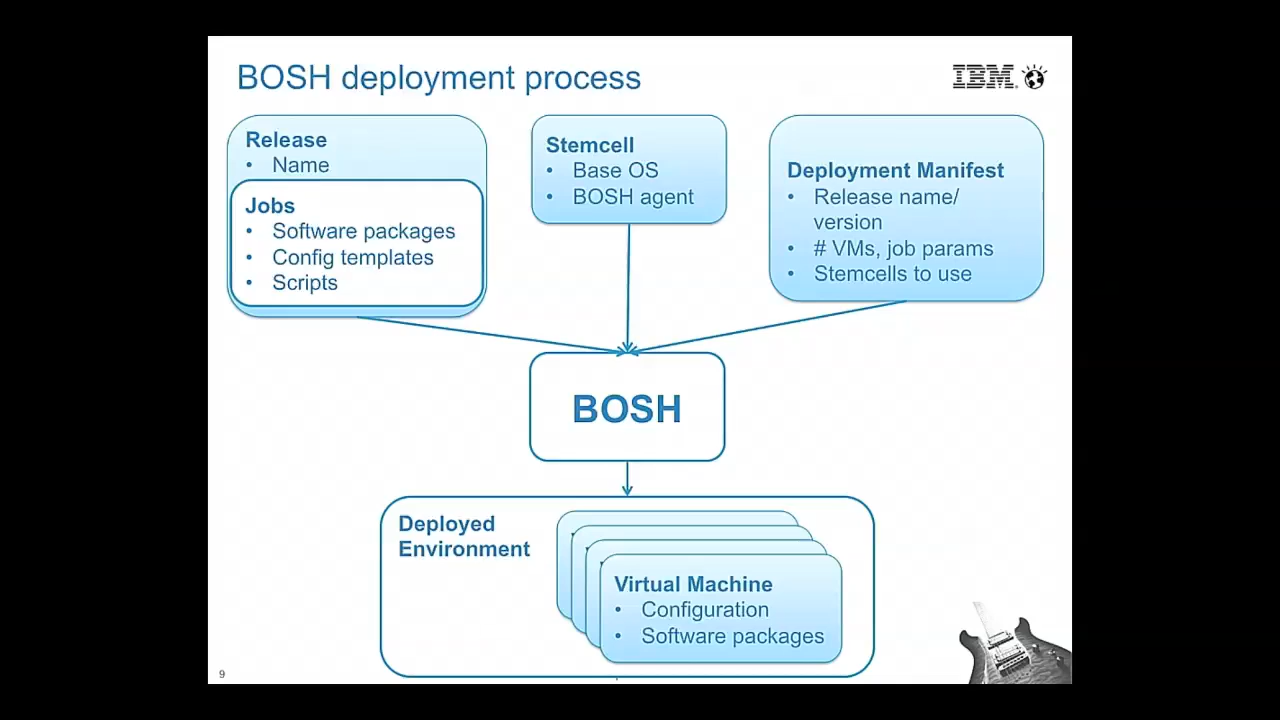 BOSH deployment process
IBM
Release
• Name
Jobs
• Software packages
• Config templates
• Scripts
Stemcell
• Base OS
• BOSH agent
Deployment Manifest
• Release name/
version
• # VMs, job params
• Stemcells to use
BOSH
Deployed
Environment
Virtual Machine
• Configuration
• Software packages
9